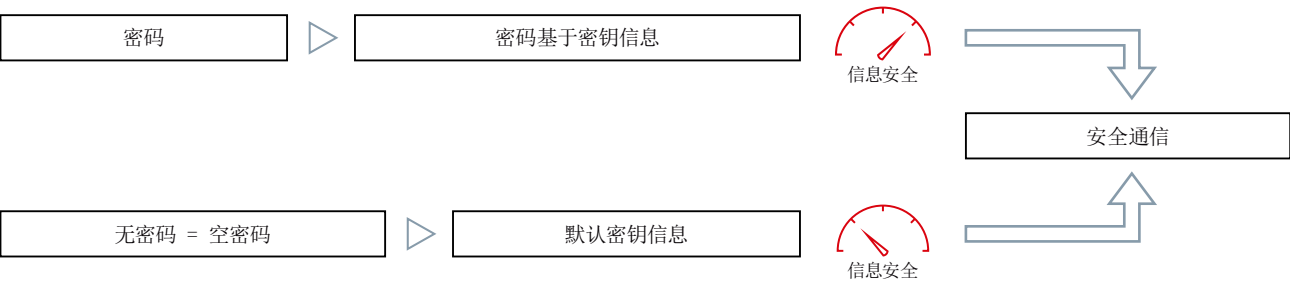 密码
密码基于密钥信息
信息安全
安全通信
无密码 = 空密码
默认密钥信息
信息安全